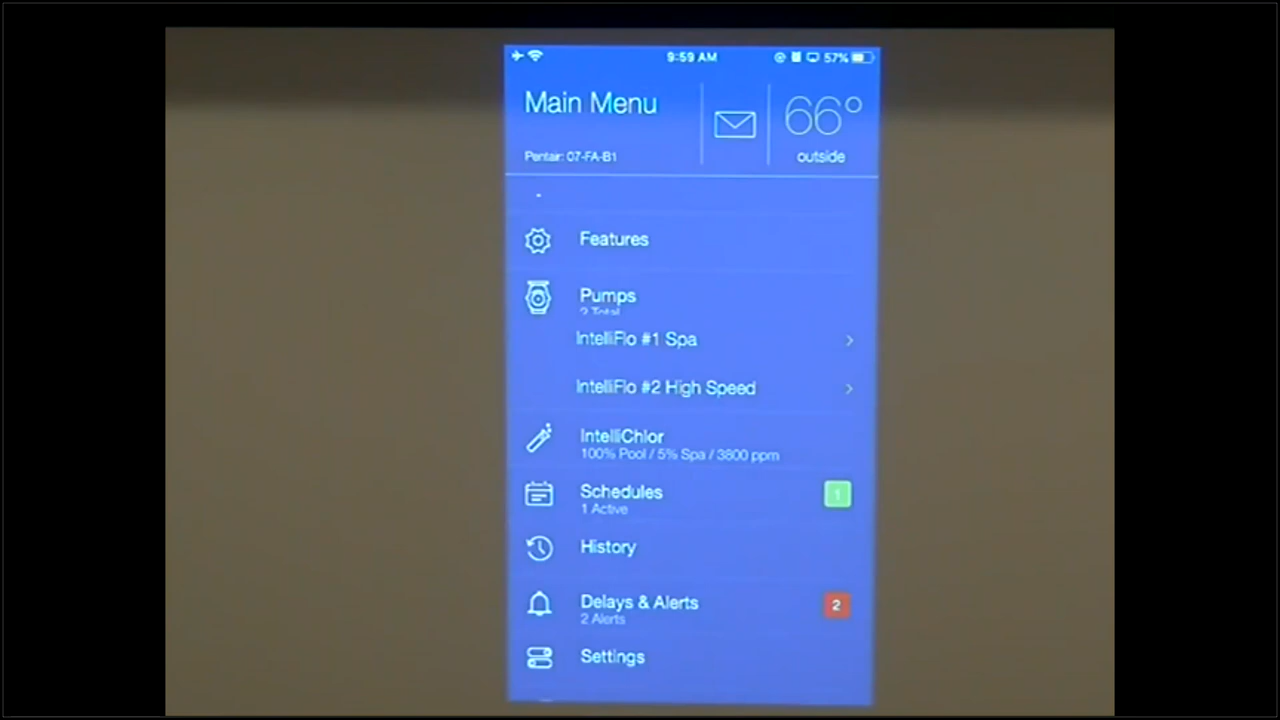 9:59 AM
57%
Main Menu
66°
Pentair: 07-FA-B1
outside
Features
Pumps
2 Total
IntelliFlo #1 Spa
IntelliFlo #2 High Speed
IntelliChlor
100% Pool / 5% Spa / 3800 ppm
Schedules
1
1 Active
History
Delays & Alerts
2
2 Alerts
Settings